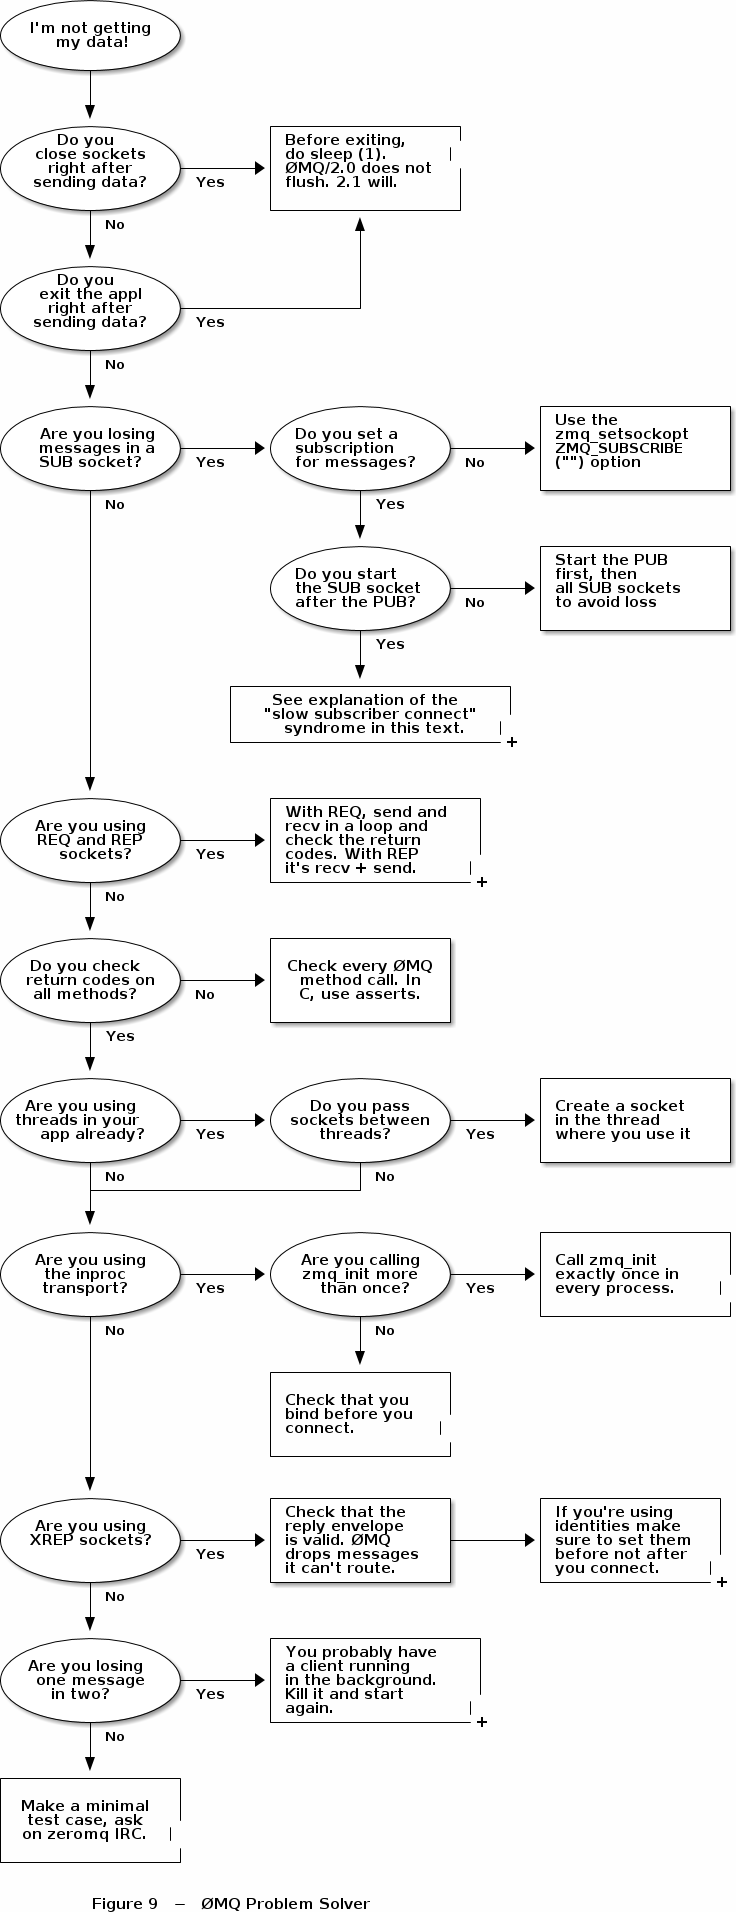 I'm not getting
my data!
Do you
close sockets
right after
sending data?
Yes
Before exiting,
do sleep (1).
ØMQ/2.0 does not
flush. 2.1 will.
No
Do you
exit the appl
right after
sending data?
Yes
No
Are you losing
messages in a
SUB socket?
Yes
Do you set a
subscription
for messages?
No
Use the
zmq_setsockopt
ZMQ_SUBSCRIBE
("") option
No
Yes
Do you start
the SUB socket
after the PUB?
No
Start the PUB
first, then
all SUB sockets
to avoid loss
Yes
See explanation of the
"slow subscriber connect"
syndrome in this text.
+
Are you using
REQ and REP
sockets?
Yes
With REQ, send and
recv in a loop and
check the return
codes. With REP
it's recv + send.
+
No
Do you check
return codes on
all methods?
No
Check every ØMQ
method call. In
C, use asserts.
Yes
Are you using
threads in your
app already?
Yes
Do you pass
sockets between
threads?
Yes
Create a socket
in the thread
where you use it
No
No
Are you using
the inproc
transport?
Yes
Are you calling
zmq_init more
than once?
Yes
Call zmq_init
exactly once in
every process.
No
No
Check that you
bind before you
connect.
Are you using
XREP sockets?
Yes
Check that the
reply envelope
is valid. ØMQ
drops messages
it can't route.
If you're using
identities make
sure to set them
before not after
you connect.
+
No
Are you losing
one message
in two?
Yes
You probably have
a client running
in the background.
Kill it and start
again.
+
No
Make a minimal
test case, ask
on zeromq IRC.
Figure 9 – ØMQ Problem Solver